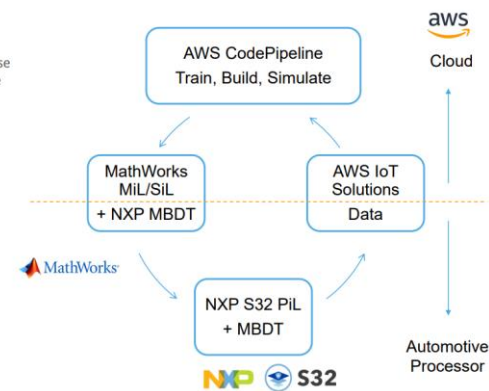 se
AWS CodePipeline
Train, Build, Simulate
aws
Cloud
MathWorks
MiL/SiL
+ NXP MBDT
AWS IoT
Solutions
Data
MathWorks
NXP S32 PiL
+ MBDT
NXP S32
Automotive
Processor